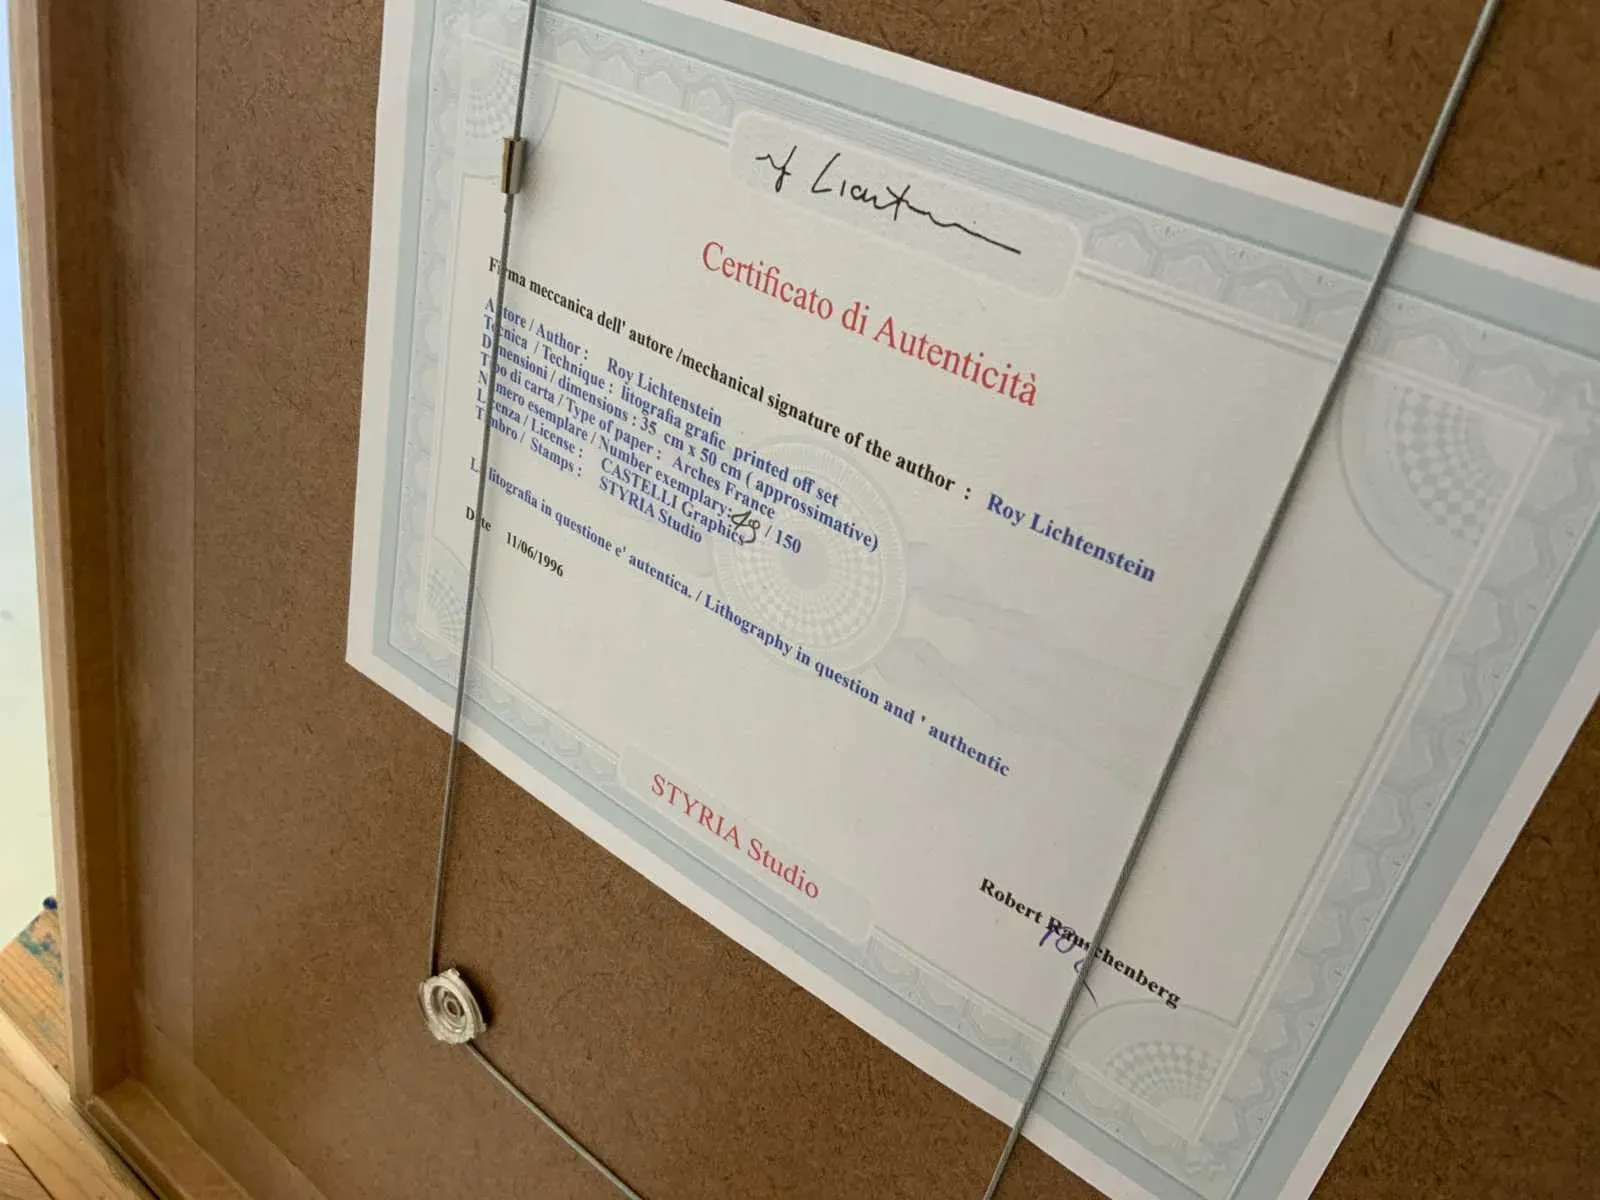 rf Lichtenstein
Certificato di Autenticità
Firma meccanica dell' autore /mechanical signature of the author : Roy Lichtenstein
Autore / Author : Roy Lichtenstein
Tecnica / Technique : litografia grafic printed off set
Dimensioni / dimensions : 35 cm x 50 cm ( approssimative)
Tipo di carta / Type of paper : Arches France
Numero esemplare / Number exemplary: 49 / 150
Licenza / License : CASTELLI Graphics
Timbro / Stamps : STYRIA Studio
La litografia in questione e' autentica. / Lithography in question and ' authentic
Date 11/06/1996
STYRIA Studio
Robert Rauschenberg